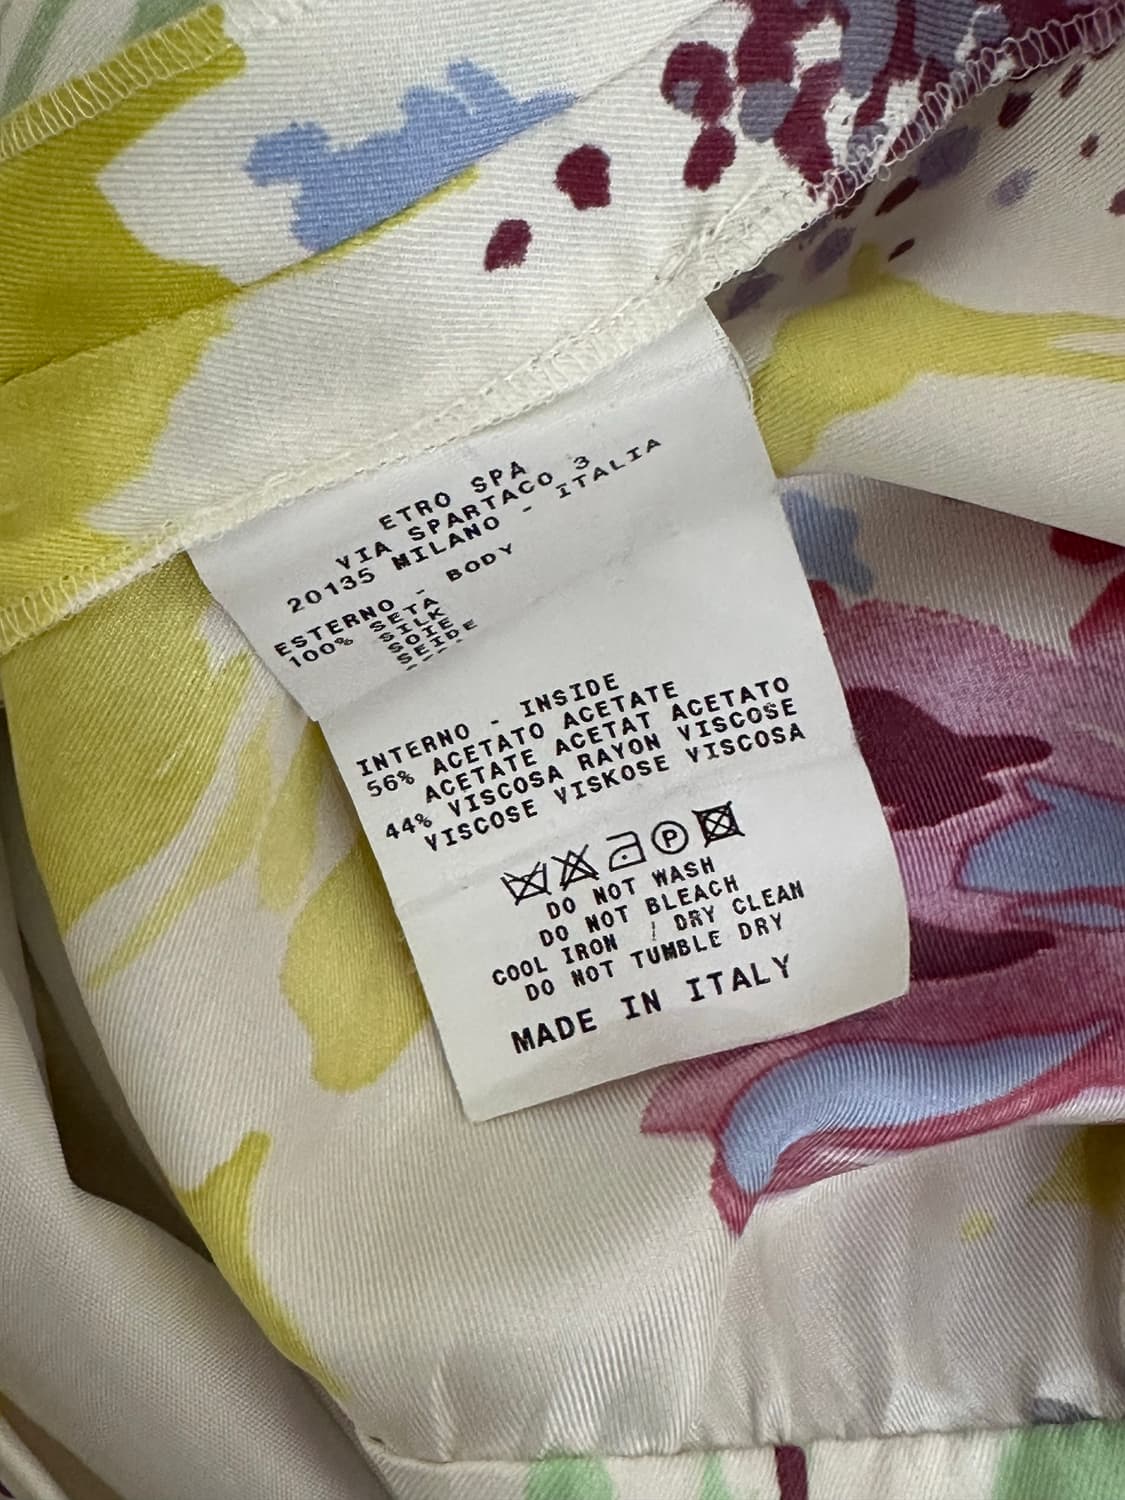 ETRO SPA
VIA SPARTACO 3
20135 MILANO - ITALIA
ESTERNO - BODY
100% SETA
SILK
SOIE
SEIDE
INTERNO - INSIDE
56% ACETATO ACETATE
ACETATE ACETAT ACETATO
44% VISCOSA RAYON VISCOSE
VISCOSE VISKOSE VISCOSA
P
DO NOT WASH
DO NOT BLEACH
COOL IRON / DRY CLEAN
DO NOT TUMBLE DRY
MADE IN ITALY